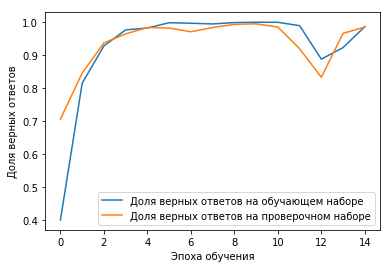 1.0
0.9
0.8
0.7
0.6
0.5
0.4
Доля верных ответов
Доля верных ответов на обучающем наборе
Доля верных ответов на проверочном наборе
0 2 4 6 8 10 12 14
Эпоха обучения